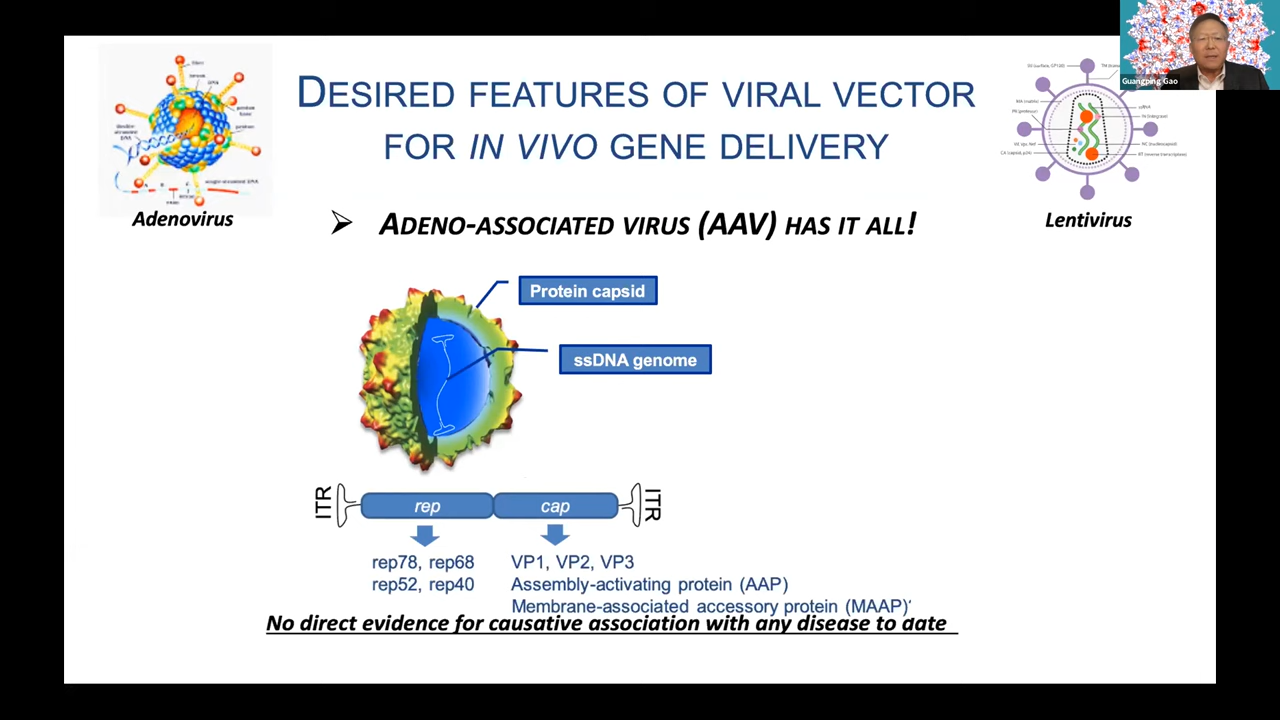 DESIRED FEATURES OF VIRAL VECTOR
FOR IN VIVO GENE DELIVERY
Guangping Gao
Adenovirus
Lentivirus
➢ ADENO-ASSOCIATED VIRUS (AAV) HAS IT ALL!
Protein capsid
ssDNA genome
ITR
rep
cap
ITR
rep78, rep68
rep52, rep40
VP1, VP2, VP3
Assembly-activating protein (AAP)
Membrane-associated accessory protein (MAAP)
No direct evidence for causative association with any disease to date